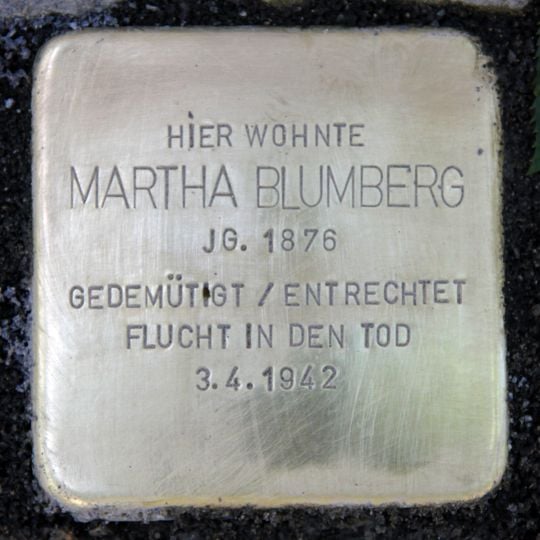 HIER WOHNTE
MARTHA BLUMBERG
JG. 1876
GEDEMÜTIGT / ENTRECHTET
FLUCHT IN DEN TOD
3.4.1942